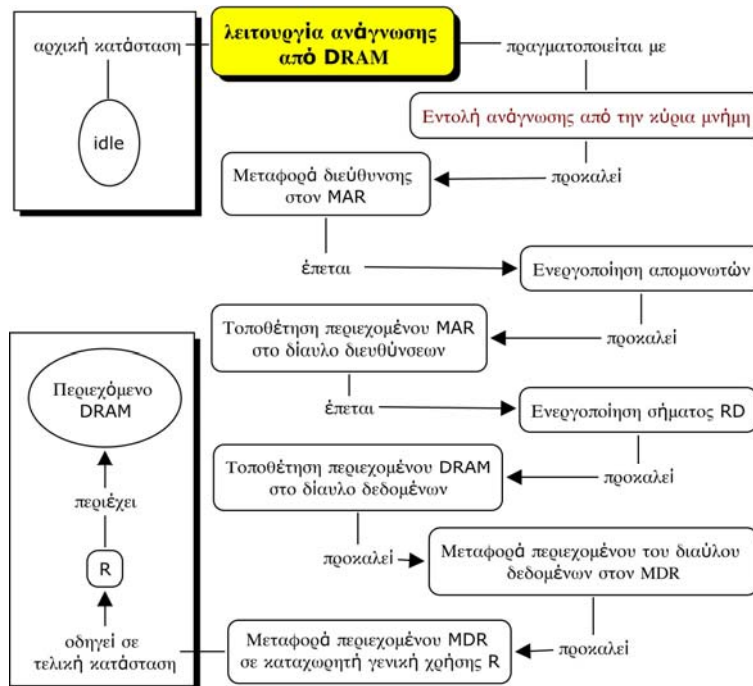 αρχική κατάσταση
λειτουργία ανάγνωσης
από DRAM
πραγματοποιείται με
idle
Εντολή ανάγνωσης από την κύρια μνήμη
Μεταφορά διεύθυνσης
στον MAR
προκαλεί
έπεται
Ενεργοποίηση απομονωτών
Τοποθέτηση περιεχομένου MAR
στο δίαυλο διευθύνσεων
προκαλεί
Περιεχόμενο
DRAM
έπεται
Ενεργοποίηση σήματος RD
Τοποθέτηση περιεχομένου DRAM
στο δίαυλο δεδομένων
προκαλεί
περιέχει
προκαλεί
Μεταφορά περιεχομένου του διαύλου
δεδομένων στον MDR
R
οδηγεί σε
τελική κατάσταση
Μεταφορά περιεχομένου MDR
σε καταχωρητή γενική χρήσης R
προκαλεί